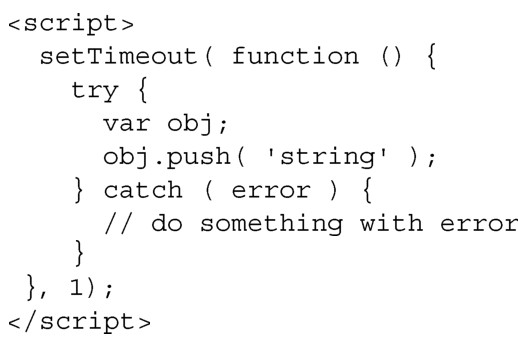 <script>
  setTimeout( function () {
    try {
      var obj;
      obj.push( 'string' );
    } catch ( error ) {
      // do something with error
    }
 }, 1);
</script>